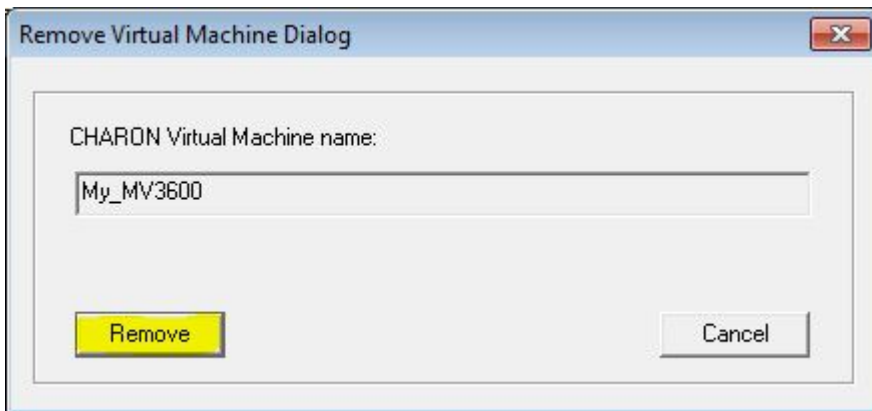 Remove Virtual Machine Dialog
CHARON Virtual Machine name:
My_MV3600
Remove
Cancel